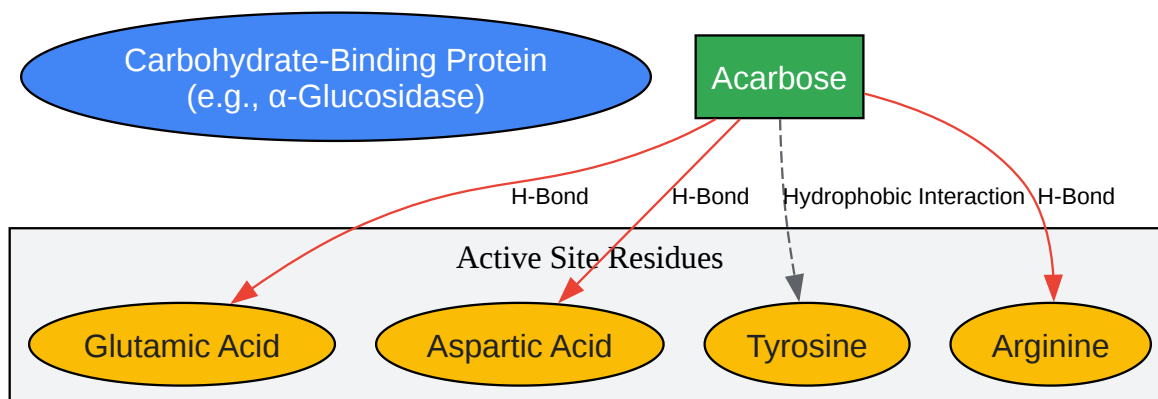 Carbohydrate-Binding Protein
(e.g., α-Glucosidase)
Acarbose
H-Bond
H-Bond
Hydrophobic Interaction
H-Bond
Active Site Residues
Glutamic Acid
Aspartic Acid
Tyrosine
Arginine